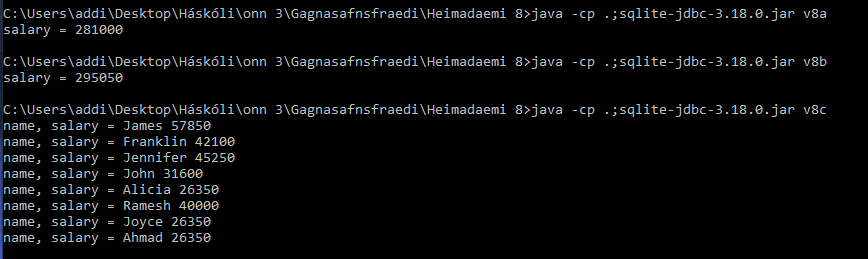 C:\Users\addi\Desktop\Háskóli\onn 3\Gagnasafnsfraedi\Heimadaemi 8>java -cp .;sqlite-jdbc-3.18.0.jar v8a
salary = 281000
C:\Users\addi\Desktop\Háskóli\onn 3\Gagnasafnsfraedi\Heimadaemi 8>java -cp .;sqlite-jdbc-3.18.0.jar v8b
salary = 295050
C:\Users\addi\Desktop\Háskóli\onn 3\Gagnasafnsfraedi\Heimadaemi 8>java -cp .;sqlite-jdbc-3.18.0.jar v8c
name, salary = James 57850
name, salary = Franklin 42100
name, salary = Jennifer 45250
name, salary = John 31600
name, salary = Alicia 26350
name, salary = Ramesh 40000
name, salary = Joyce 26350
name, salary = Ahmad 26350